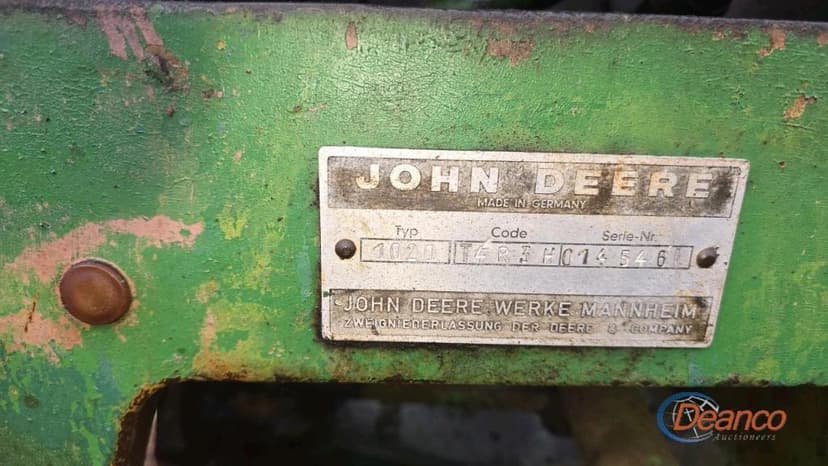 JOHN DEERE
MADE IN GERMANY
Typ Code Serie-Nr.
1020 014546L
JOHN DEERE WERKE MANNHEIM
ZWEIGNIEDERLASSUNG DER DEERE & COMPANY
Deanco
Auctioneers